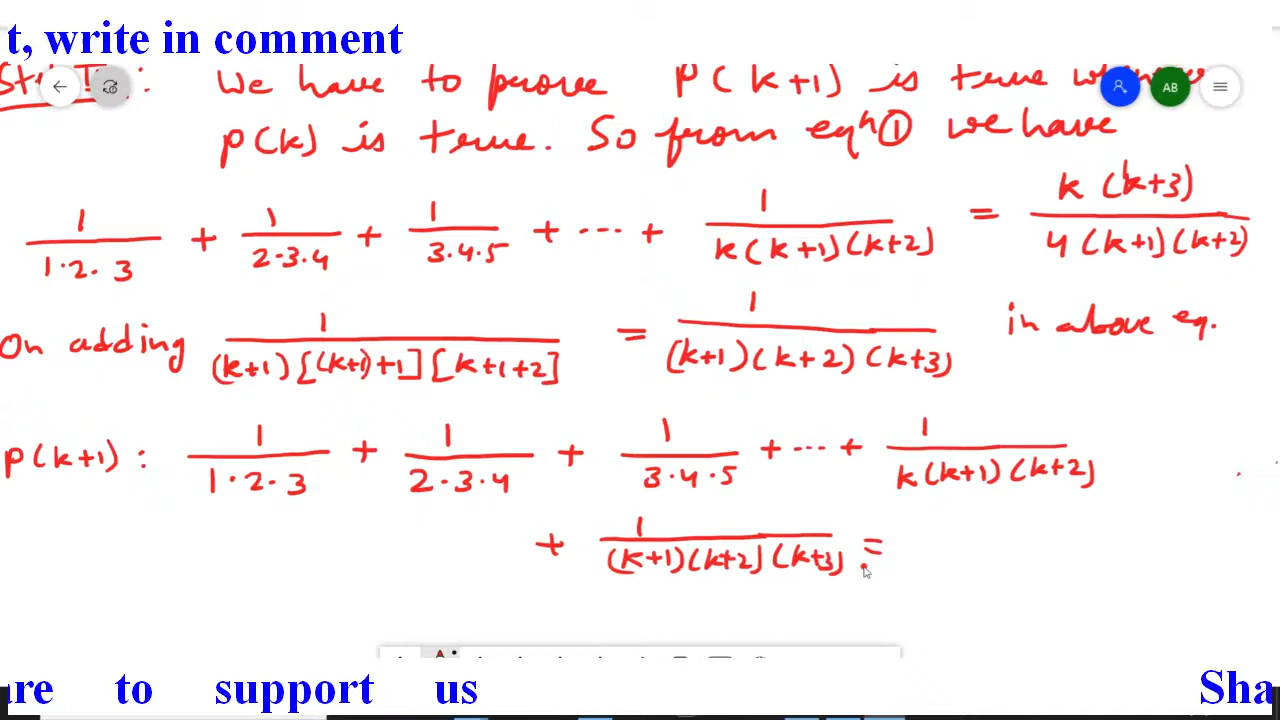 t, write in comment
We have to prove P(k+1) is true
P(k) is true. So from eqⁿ ① we have
1/(1·2·3) + 1/(2·3·4) + 1/(3·4·5) + ··· + 1/(k(k+1)(k+2)) = k(k+3)/(4(k+1)(k+2))
On adding 1/((k+1)[(k+1)+1][k+1+2]) = 1/((k+1)(k+2)(k+3)) in above eq.
P(k+1): 1/(1·2·3) + 1/(2·3·4) + 1/(3·4·5) + ··· + 1/(k(k+1)(k+2))
+ 1/((k+1)(k+2)(k+3)) =
AB
are to support us Sha